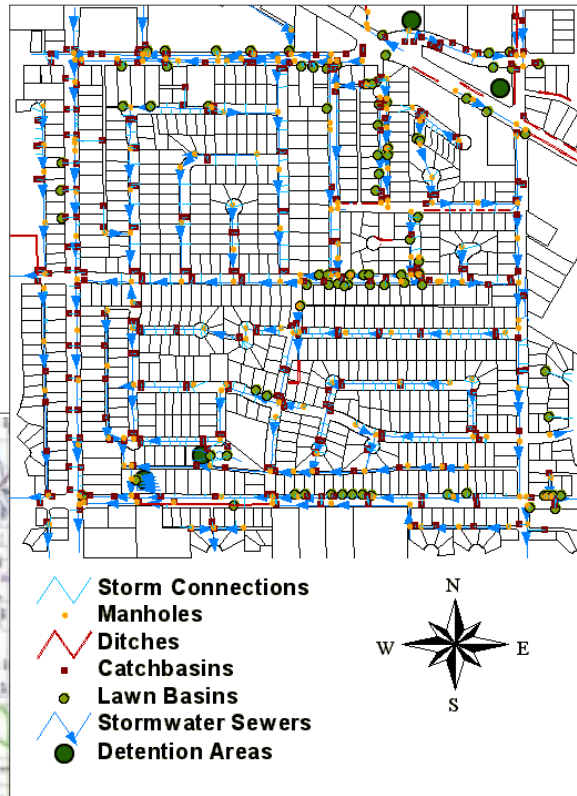 Storm Connections
Manholes
Ditches
Catchbasins
Lawn Basins
Stormwater Sewers
Detention Areas
N
W E
S